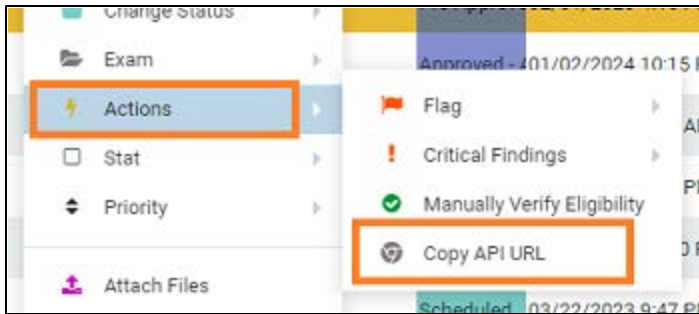 Change Status
Exam
Approved - 01/02/2024 10:15
Actions
Flag
Stat
Critical Findings
Priority
Manually Verify Eligibility
Copy API URL
Attach Files
Scheduled 03/22/2023 9:47 PM